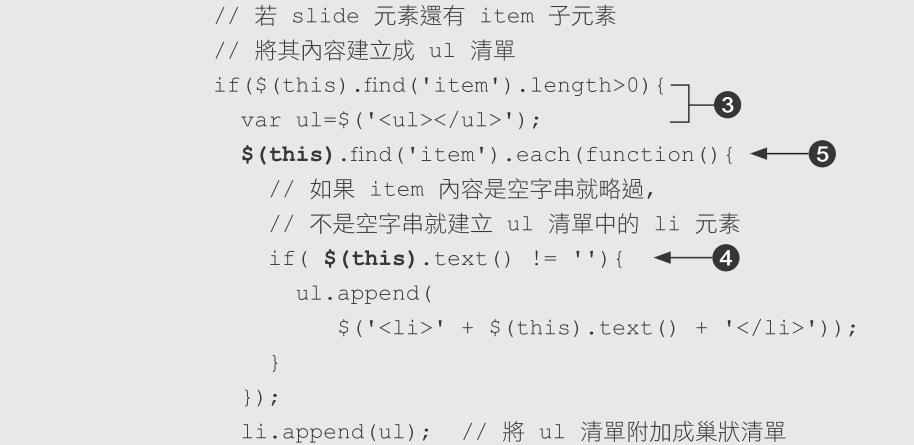 // 若 slide 元素還有 item 子元素
// 將其內容建立成 ul 清單
if($(this).find('item').length>0){
var ul=$('<ul></ul>'); ❸
$(this).find('item').each(function(){ ❺
// 如果 item 內容是空字串就略過,
// 不是空字串就建立 ul 清單中的 li 元素
if( $(this).text() != ''){ ❹
ul.append(
$('<li>' + $(this).text() + '</li>'));
}
});
li.append(ul); // 將 ul 清單附加成巢狀清單